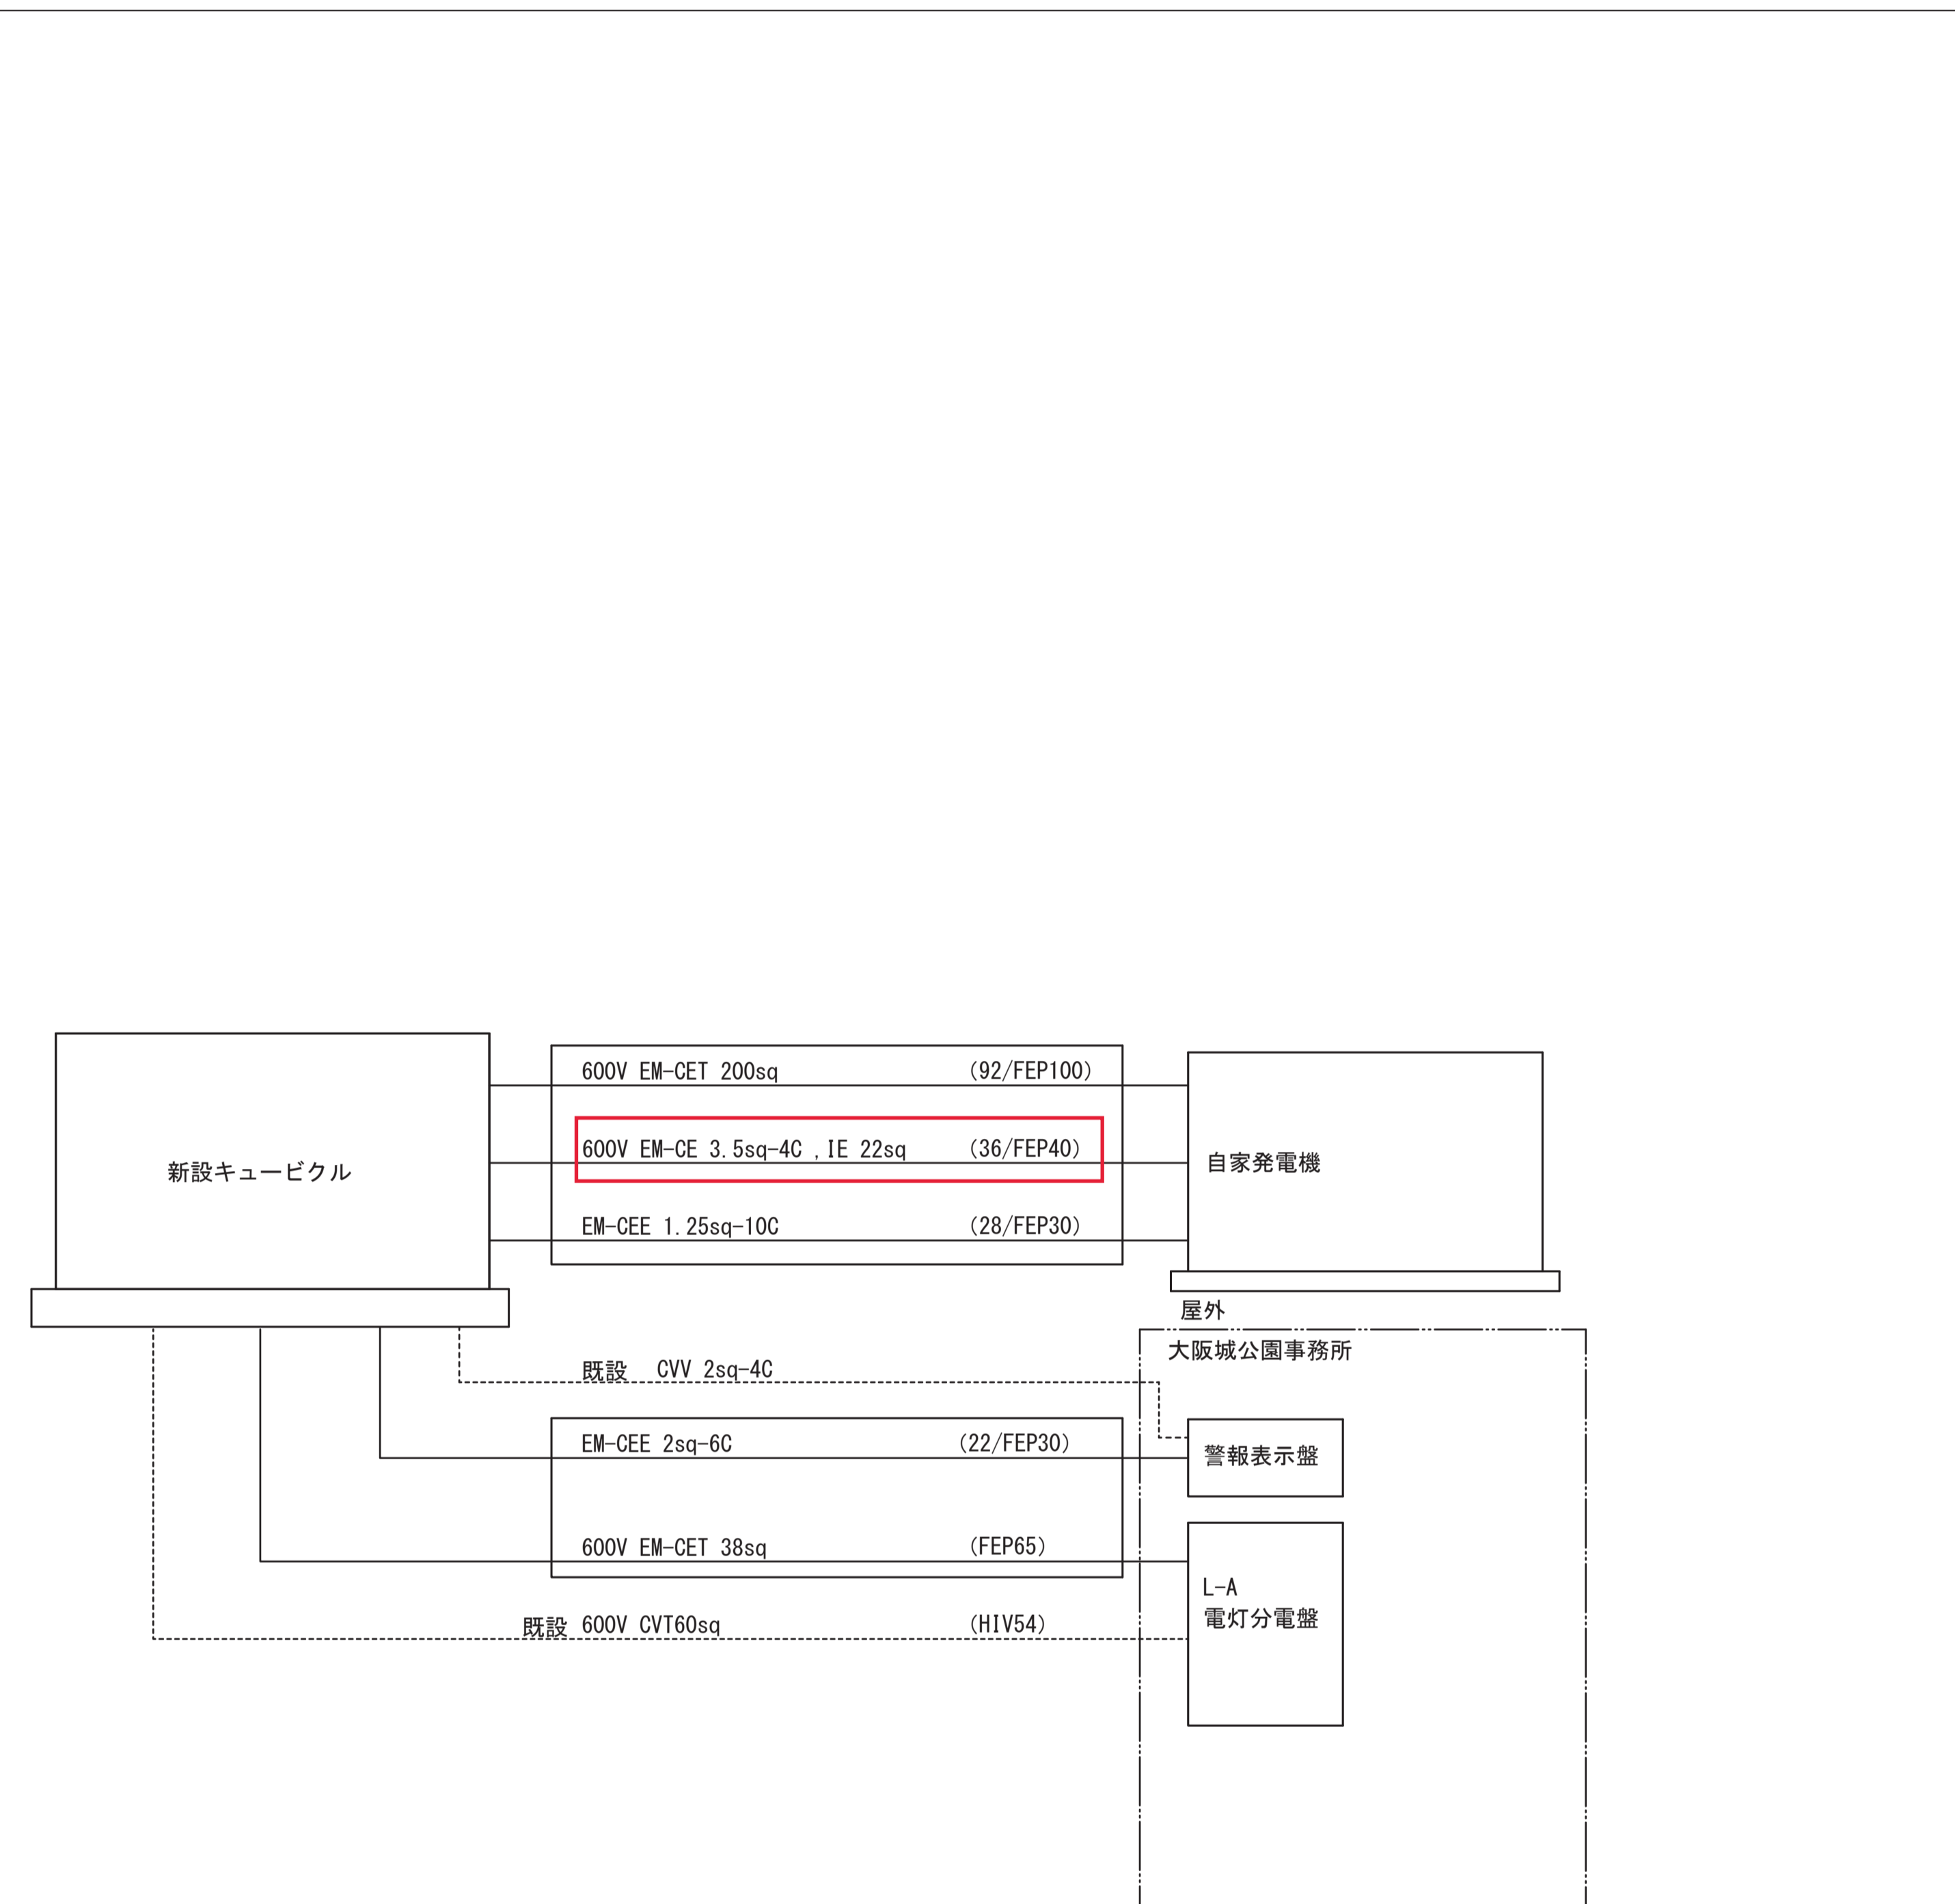 600V EM-CET 200sq (92/FEP100)
600V EM-CE 3.5sq-4C ,IE 22sq (36/FEP40)
EM-CEE 1.25sq-10C (28/FEP30)
新設キュービクル
自家発電機
屋外
大阪城公園事務所
既設 CVV 2sq-4C
EM-CEE 2sq-6C (22/FEP30)
警報表示盤
600V EM-CET 38sq (FEP65)
L-A
電灯分電盤
既設 600V CVT60sq (HIV54)